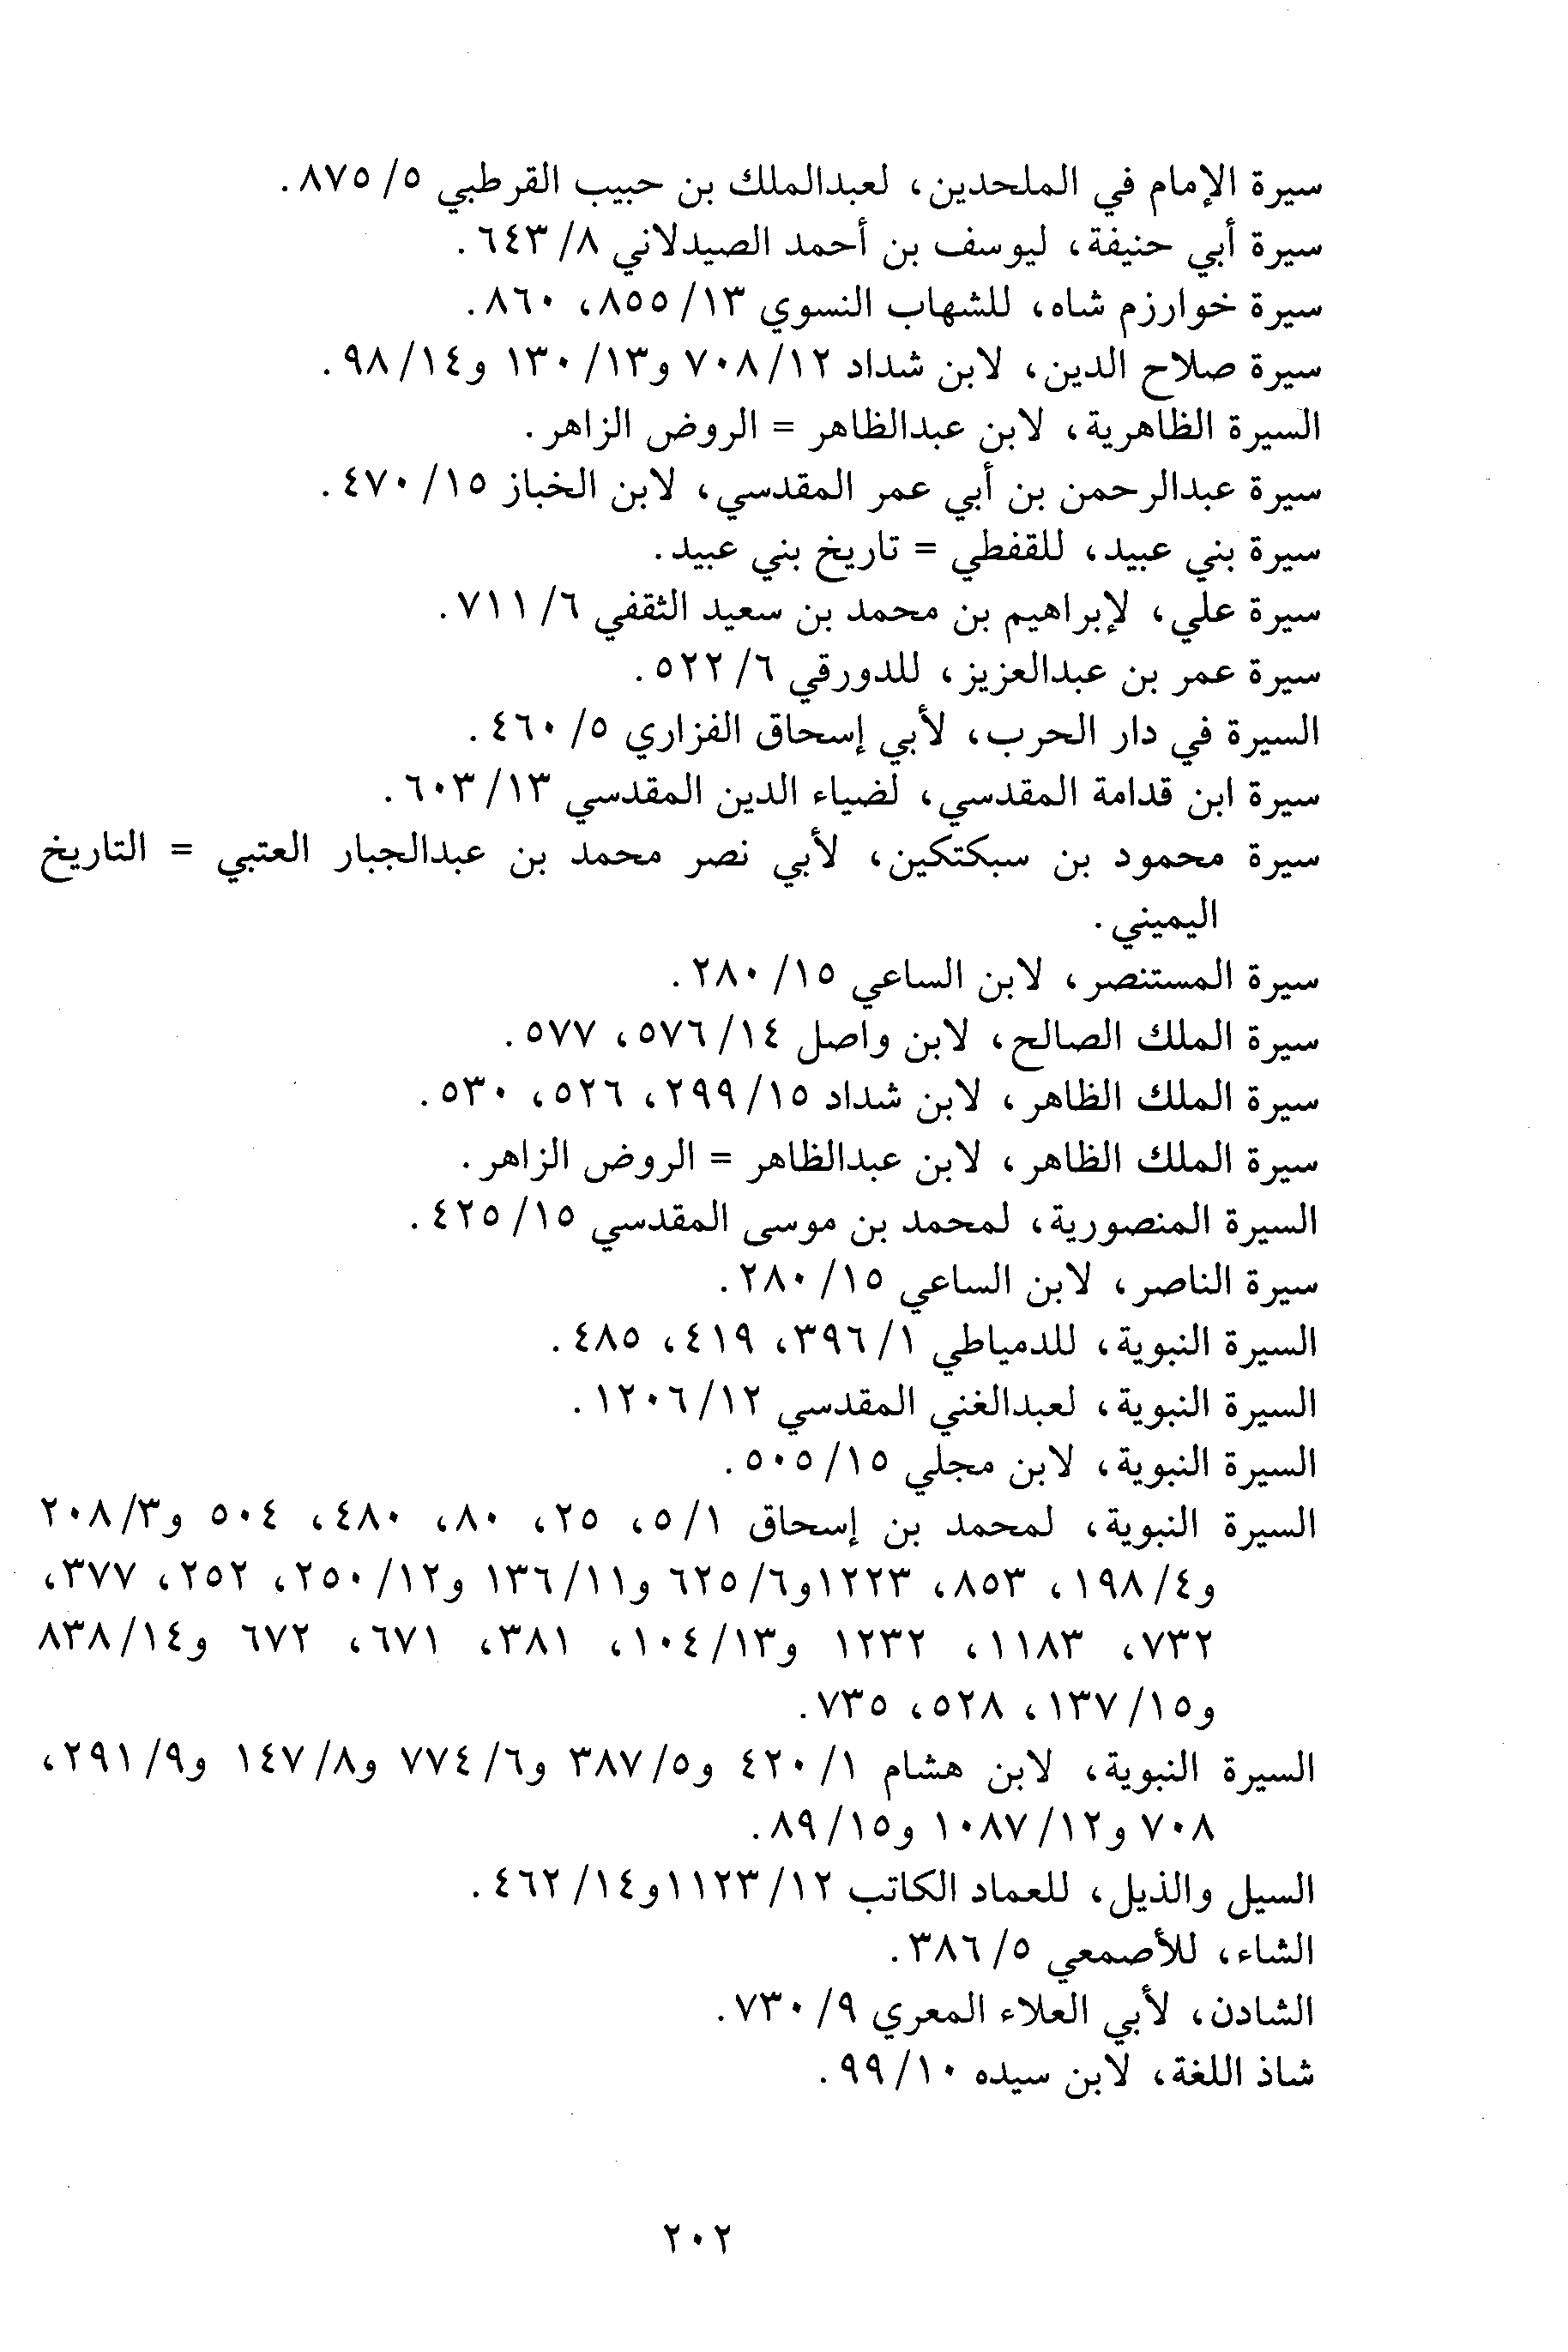 سيرة الإمام في الملحدين، لعبدالملك بن حبيب القرطبي ٥/ ٨٧٥.
سيرة أبي حنيفة، ليوسف بن أحمد الصيدلاني ٨/ ٦٤٣.
سيرة خوارزم شاه، للشهاب النسوي ١٣/ ٨٥٥، ٨٦٠.
سيرة صلاح الدين، لابن شداد ١٢/ ٧٠٨ و١٣/ ١٣٠ و١٤/ ٩٨.
السيرة الظاهرية، لابن عبدالظاهر = الروض الزاهر.
سيرة عبدالرحمن بن أبي عمر المقدسي، لابن الخباز ١٥/ ٤٧٠.
سيرة بني عبيد، للقفطي = تاريخ بني عبيد.
سيرة علي، لإبراهيم بن محمد بن سعيد الثقفي ٦/ ٧١١.
سيرة عمر بن عبدالعزيز، للدورقي ٦/ ٥٢٢.
السيرة في دار الحرب، لأبي إسحاق الفزاري ٥/ ٤٦٠.
سيرة ابن قدامة المقدسي، لضياء الدين المقدسي ١٣/ ٦٠٣.
سيرة محمود بن سبكتكين، لأبي نصر محمد بن عبدالجبار العتبي = التاريخ
اليميني.
سيرة المستنصر، لابن الساعي ١٥/ ٢٨٠.
سيرة الملك الصالح، لابن واصل ١٤/ ٥٧٦، ٥٧٧.
سيرة الملك الظاهر، لابن شداد ١٥/ ٢٩٩، ٥٢٦، ٥٣٠.
سيرة الملك الظاهر، لابن عبدالظاهر = الروض الزاهر.
السيرة المنصورية، لمحمد بن موسى المقدسي ١٥/ ٤٢٥.
سيرة الناصر، لابن الساعي ١٥/ ٢٨٠.
السيرة النبوية، للدمياطي ١/ ٣٩٦، ٤١٩، ٤٨٥.
السيرة النبوية، لعبدالغني المقدسي ١٢/ ١٢٠٦.
السيرة النبوية، لابن مجلي ١٥/ ٥٠٥.
السيرة النبوية، لمحمد بن إسحاق ١/ ٥، ٢٥، ٨٠، ٤٨٠، ٥٠٤ و٣/ ٢٠٨
و٤/ ١٩٨، ٨٥٣، ١٢٢٣و٦/ ٦٢٥ و١١/ ١٣٦ و١٢/ ٢٥٠، ٢٥٢، ٣٧٧،
٧٣٢، ١١٨٣، ١٢٣٢ و١٣/ ١٠٤، ٣٨١، ٦٧١، ٦٧٢ و١٤/ ٨٣٨
و١٥/ ١٣٧، ٥٢٨، ٧٣٥.
السيرة النبوية، لابن هشام ١/ ٤٢٠ و٥/ ٣٨٧ و٦/ ٧٧٤ و٨/ ١٤٧ و٩/ ٢٩١،
٧٠٨ و١٢/ ١٠٨٧ و١٥/ ٨٩.
السيل والذيل، للعماد الكاتب ١٢/ ١١٢٣و١٤/ ٤٦٢.
الشاء، للأصمعي ٥/ ٣٨٦.
الشادن، لأبي العلاء المعري ٩/ ٧٣٠.
شاذ اللغة، لابن سيده ١٠/ ٩٩.
٢٠٢